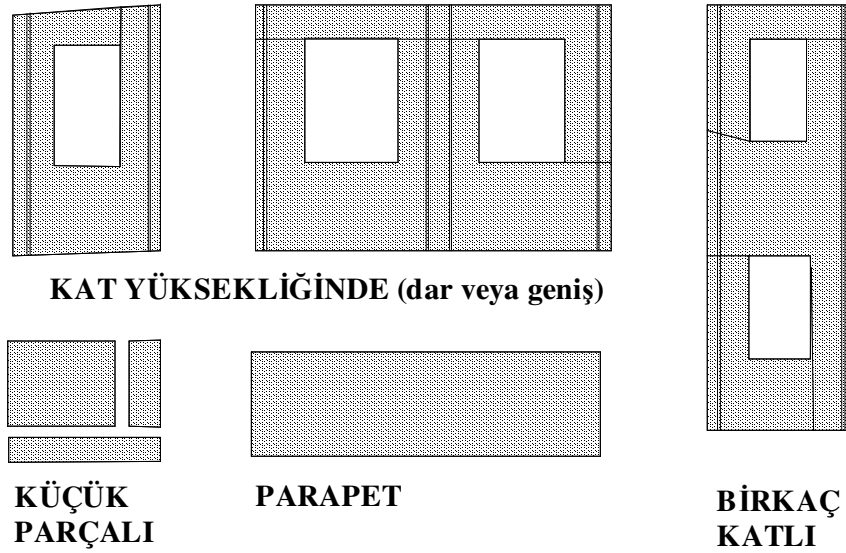 KAT YÜKSEKLİĞİNDE (dar veya geniş)
KÜÇÜK
PARÇALI
PARAPET
BİRKAÇ
KATLI